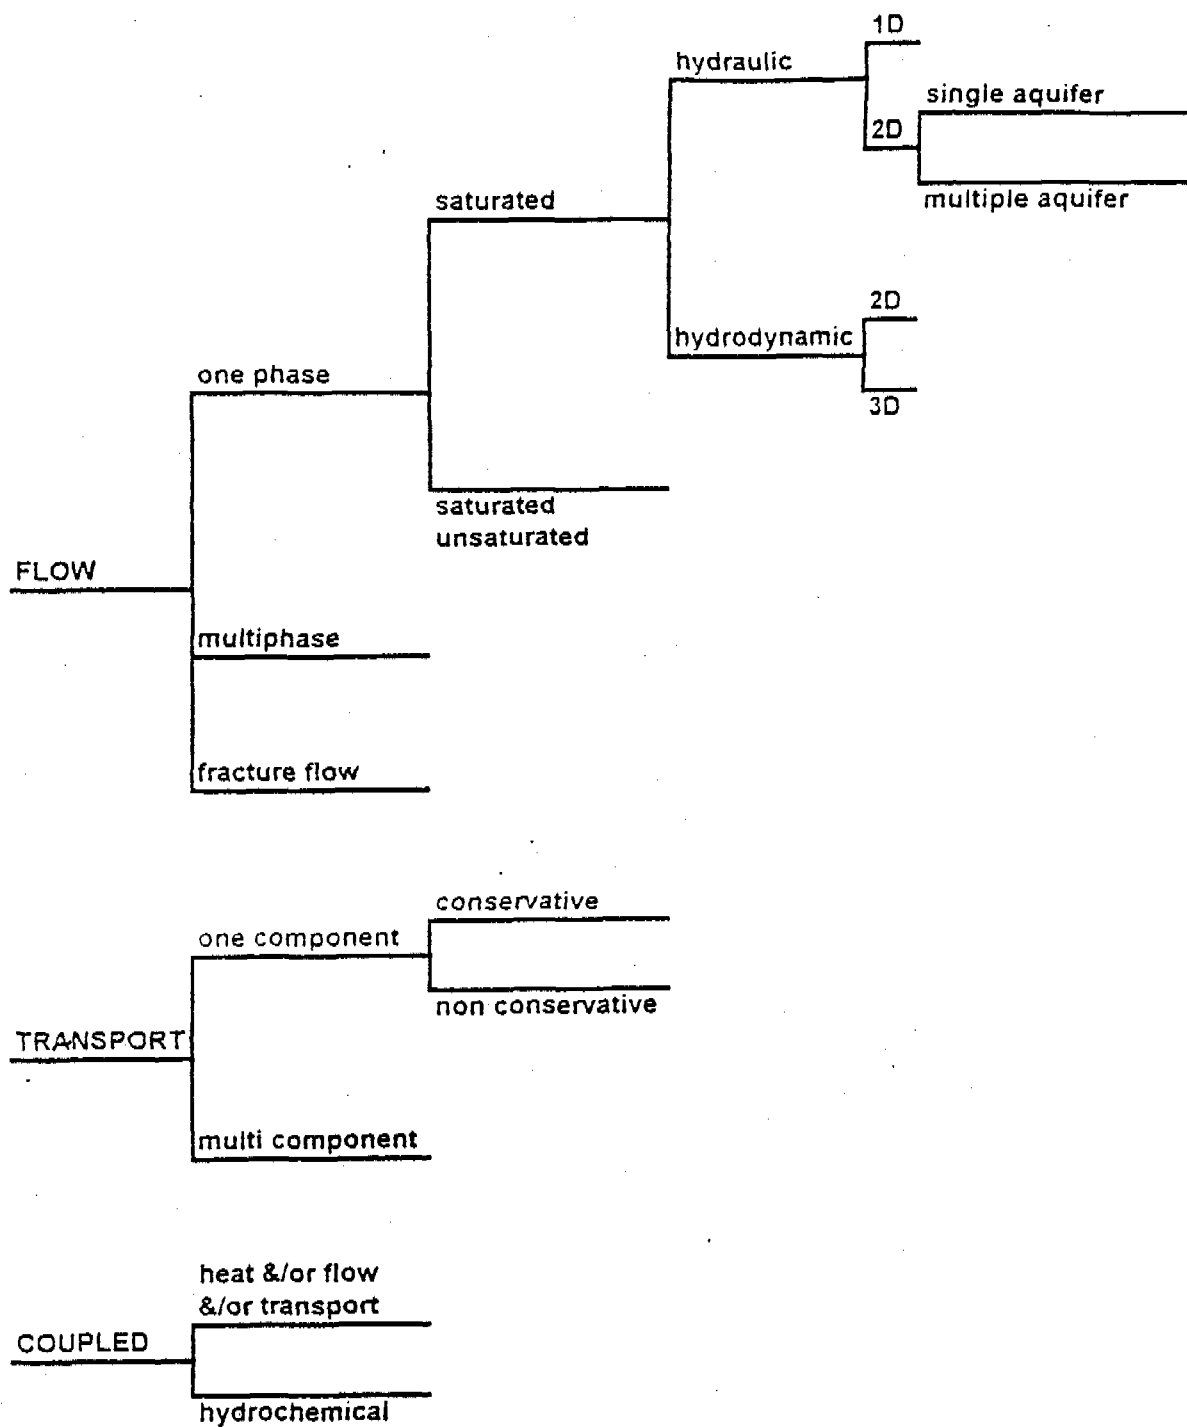 1D
hydraulic
single aquifer
2D
multiple aquifer
saturated
2D
hydrodynamic
one phase
3D
saturated
unsaturated
FLOW
multiphase
fracture flow
conservative
one component
non conservative
TRANSPORT
multi component
heat &/or flow
&/or transport
COUPLED
hydrochemical